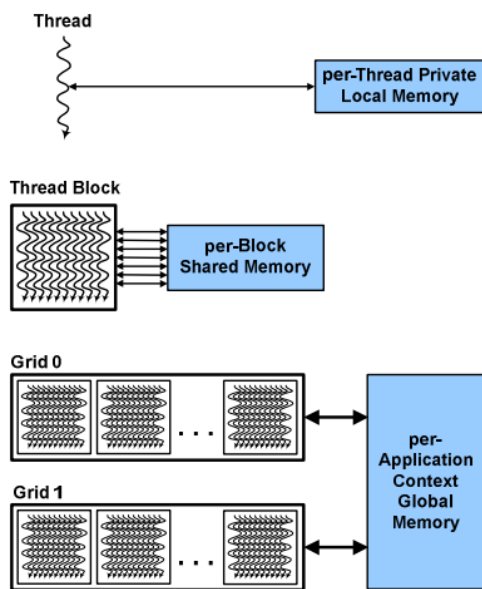 Thread
per-Thread Private
Local Memory
Thread Block
per-Block
Shared Memory
Grid 0
. . .
per-
Application
Context
Global
Memory
Grid 1
. . .